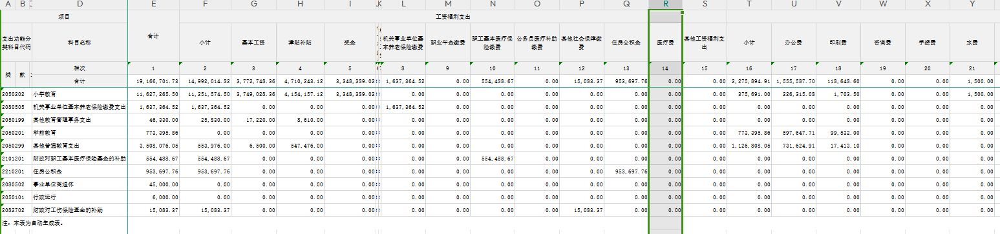 A B D E F G H I K L M N O P Q R S T U V W X Y
项目 合计 工资福利支出
支出功能分类科目代码 科目名称 小计 基本工资 津贴补贴 奖金 机关事业单位基本养老保险缴费 职业年金缴费 职工基本医疗保险缴费 公务员医疗补助缴费 其他社会保障缴费 住房公积金 医疗费 其他工资福利支出 小计 办公费 印刷费 咨询费 手续费 水费
类 款 栏次 1 2 3 4 5 8 9 10 11 12 13 14 15 16 17 18 19 20 21
合计 19,166,701.73 14,992,014.82 3,772,748.36 4,710,243.12 3,348,389.02 1,637,364.52 0.00 554,488.67 0.00 15,083.37 953,697.76 0.00 0.00 2,275,894.91 1,555,587.70 118,648.60 0.00 0.00 1,500.00
2050202 小学教育 11,627,265.50 11,251,574.50 3,749,028.36 4,154,157.12 3,348,389.02 0.00 0.00 0.00 0.00 0.00 0.00 0.00 0.00 375,691.00 226,315.08 1,703.50 0.00 0.00 1,500.00
2080505 机关事业单位基本养老保险缴费支出 1,637,364.52 1,637,364.52 0.00 0.00 0.00 1,637,364.52 0.00 0.00 0.00 0.00 0.00 0.00 0.00 0.00 0.00 0.00 0.00 0.00 0.00
2050199 其他教育管理事务支出 46,330.00 25,830.00 17,220.00 8,610.00 0.00 0.00 0.00 0.00 0.00 0.00 0.00 0.00 0.00 0.00 0.00 0.00 0.00 0.00 0.00
2050201 学前教育 773,395.86 0.00 0.00 0.00 0.00 0.00 0.00 0.00 0.00 0.00 0.00 0.00 0.00 773,395.86 597,647.71 99,532.00 0.00 0.00 0.00
2050299 其他普通教育支出 3,508,076.05 553,976.00 6,500.00 547,476.00 0.00 0.00 0.00 0.00 0.00 0.00 0.00 0.00 0.00 1,126,808.05 731,624.91 17,413.10 0.00 0.00 0.00
2101201 财政对职工基本医疗保险基金的补助 554,488.67 554,488.67 0.00 0.00 0.00 0.00 0.00 554,488.67 0.00 0.00 0.00 0.00 0.00 0.00 0.00 0.00 0.00 0.00 0.00
2210201 住房公积金 953,697.76 953,697.76 0.00 0.00 0.00 0.00 0.00 0.00 0.00 0.00 953,697.76 0.00 0.00 0.00 0.00 0.00 0.00 0.00 0.00
2080502 事业单位离退休 45,000.00 0.00 0.00 0.00 0.00 0.00 0.00 0.00 0.00 0.00 0.00 0.00 0.00 0.00 0.00 0.00 0.00 0.00 0.00
2050101 行政运行 6,000.00 0.00 0.00 0.00 0.00 0.00 0.00 0.00 0.00 0.00 0.00 0.00 0.00 0.00 0.00 0.00 0.00 0.00 0.00
2082702 财政对工伤保险基金的补助 15,083.37 15,083.37 0.00 0.00 0.00 0.00 0.00 0.00 0.00 15,083.37 0.00 0.00 0.00 0.00 0.00 0.00 0.00 0.00 0.00
注：本表为自动生成表。